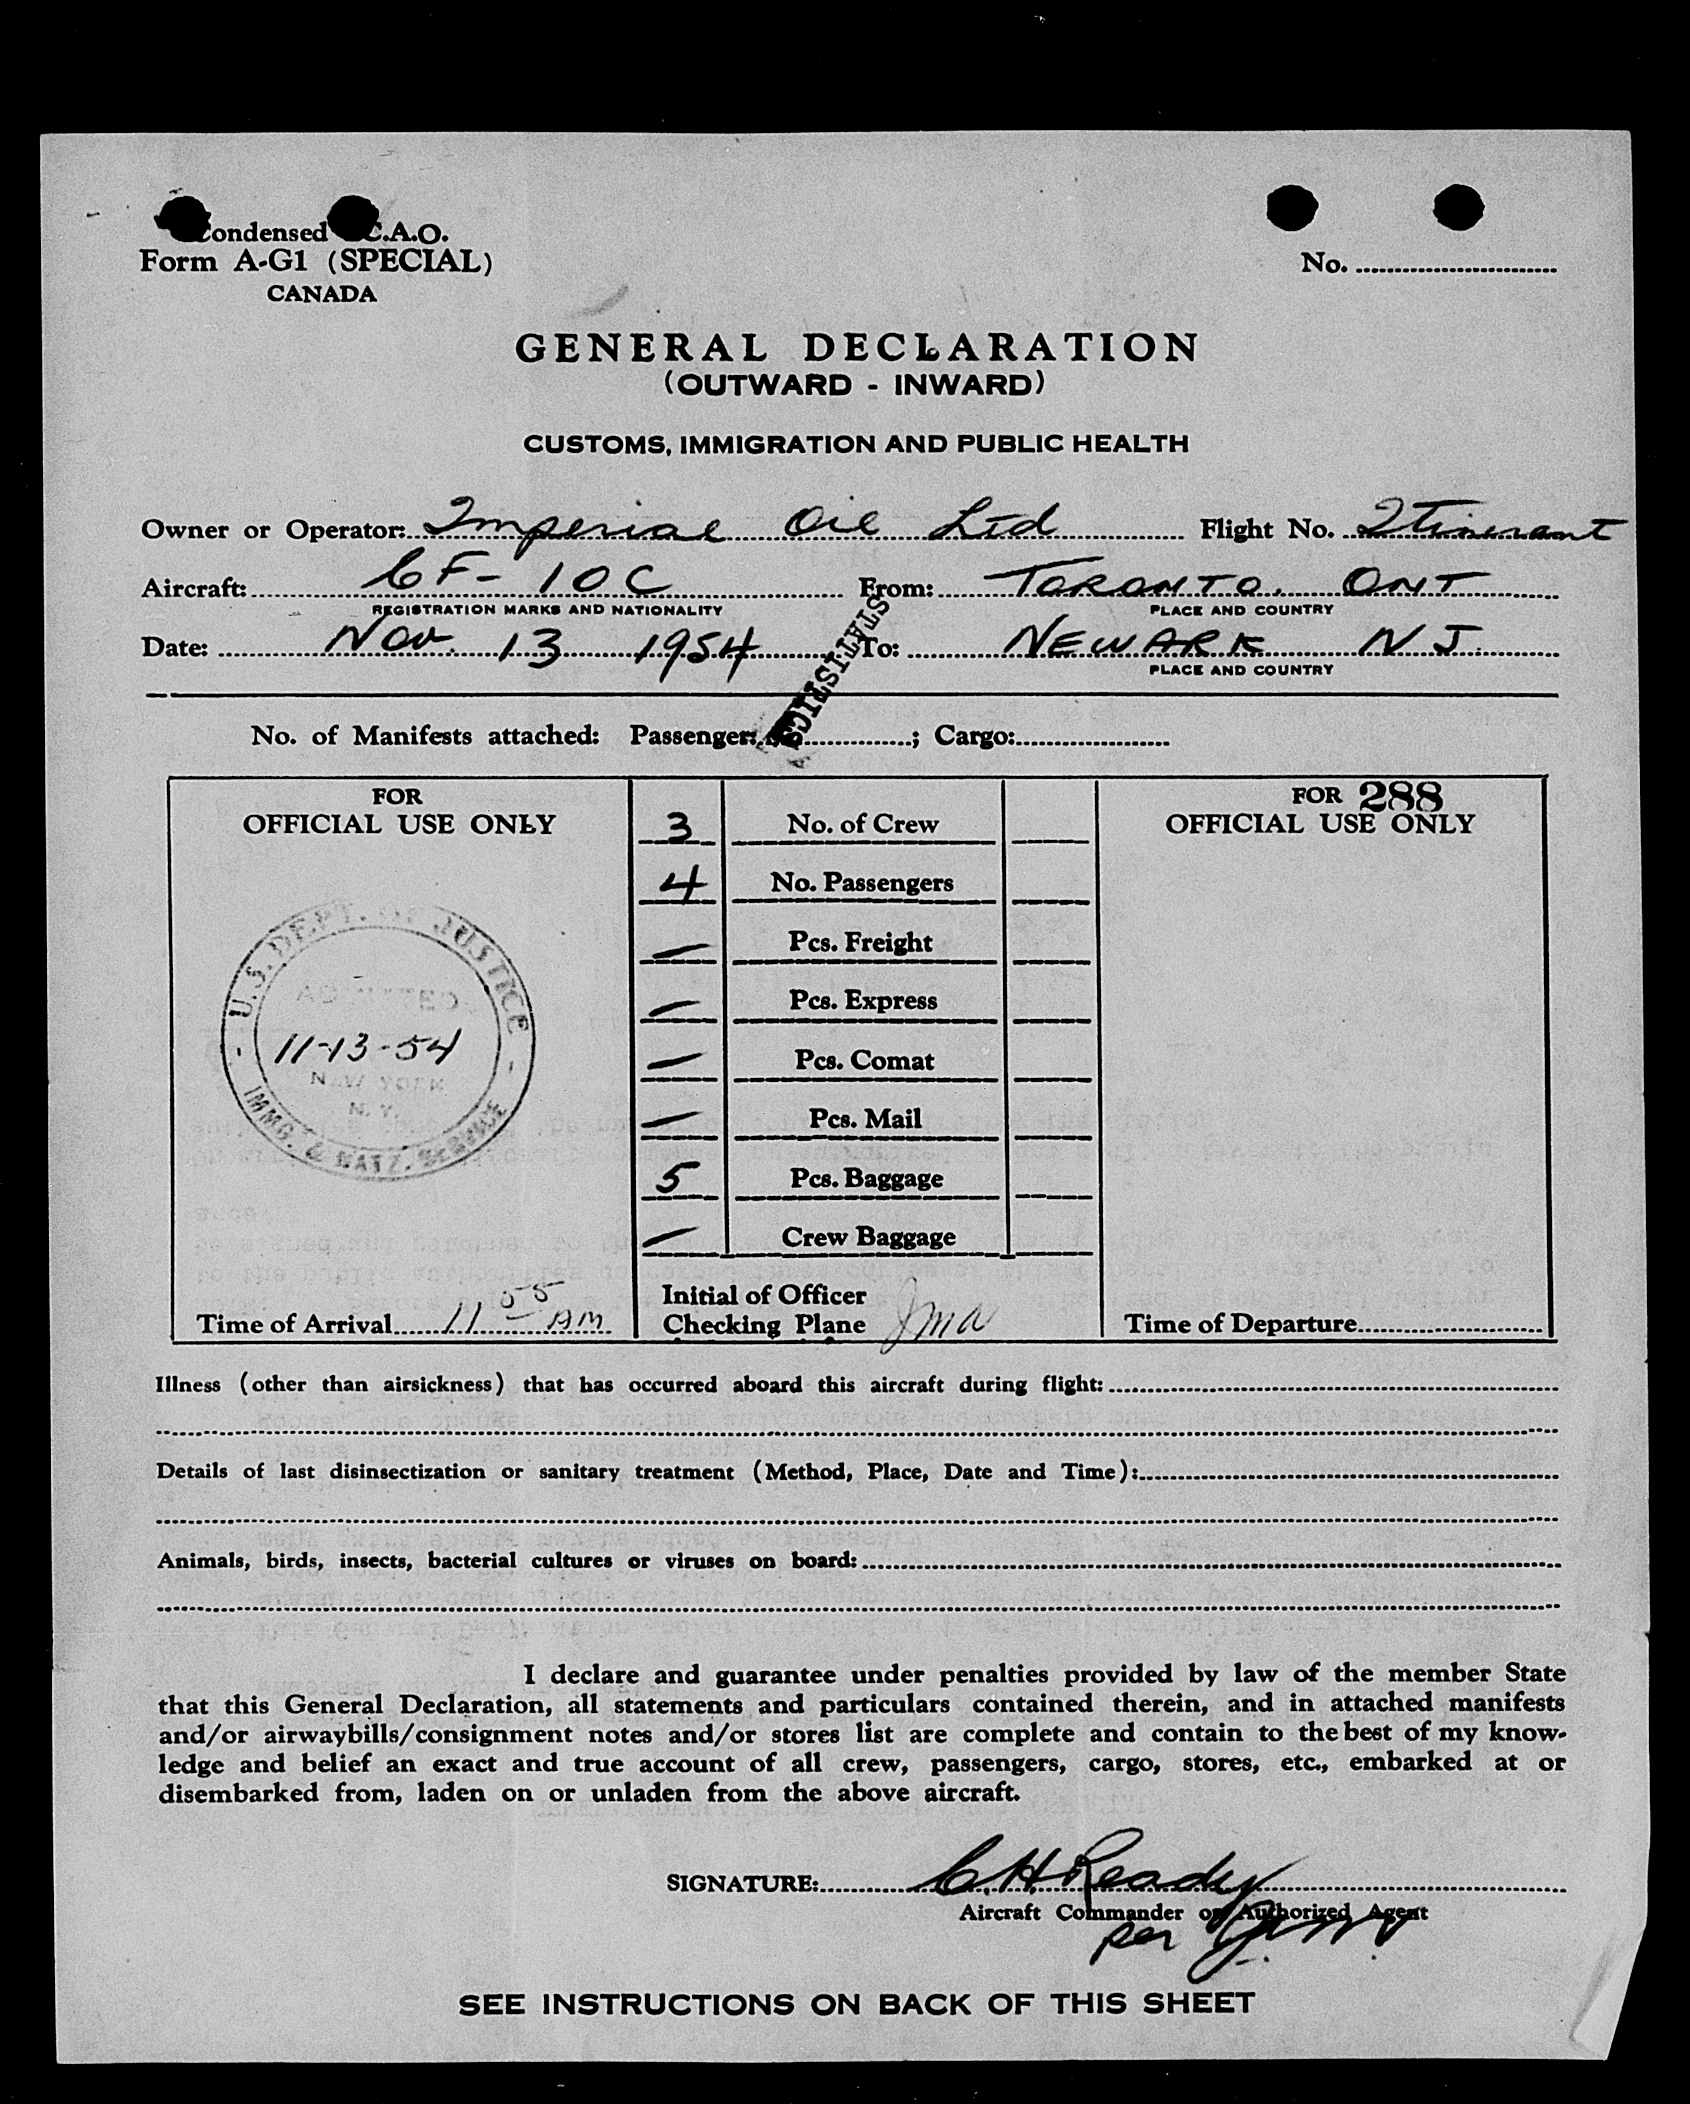 Condensed C.A.O.
Form A-G1 (SPECIAL)
CANADA
No.
GENERAL DECLARATION
(OUTWARD - INWARD)
CUSTOMS, IMMIGRATION AND PUBLIC HEALTH
Owner or Operator: Imperial Oil Ltd Flight No. Itinerant
Aircraft: CF-10C From: TORONTO, ONT
REGISTRATION MARKS AND NATIONALITY PLACE AND COUNTRY
Date: Nov. 13 1954 To: NEWARK N J.
PLACE AND COUNTRY
STATISTICS
No. of Manifests attached: Passenger: ; Cargo:
FOR
OFFICIAL USE ONLY
U.S. DEPT. OF JUSTICE
ADMITTED
11-13-54
NEW YORK
N.Y.
IMMG. & NATZ. SERVICE
Time of Arrival 11 55 AM
3 No. of Crew
4 No. Passengers
— Pcs. Freight
— Pcs. Express
— Pcs. Comat
— Pcs. Mail
5 Pcs. Baggage
— Crew Baggage
Initial of Officer
Checking Plane
FOR 288
OFFICIAL USE ONLY
Time of Departure
Illness (other than airsickness) that has occurred aboard this aircraft during flight:
Details of last disinsectization or sanitary treatment (Method, Place, Date and Time):
Animals, birds, insects, bacterial cultures or viruses on board:
I declare and guarantee under penalties provided by law of the member State
that this General Declaration, all statements and particulars contained therein, and in attached manifests
and/or airwaybills/consignment notes and/or stores list are complete and contain to the best of my know-
ledge and belief an exact and true account of all crew, passengers, cargo, stores, etc., embarked at or
disembarked from, laden on or unladen from the above aircraft.
SIGNATURE: C.H. Ready
Aircraft Commander or Authorized Agent
per
SEE INSTRUCTIONS ON BACK OF THIS SHEET